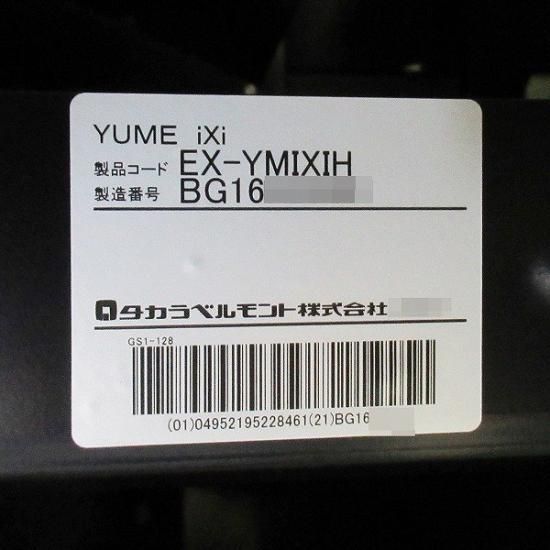 YUME iXi
製品コード EX-YMIXIH
製造番号 BG16
タカラベルモント株式会社
GS1-128
(01)04952195228461(21)BG16